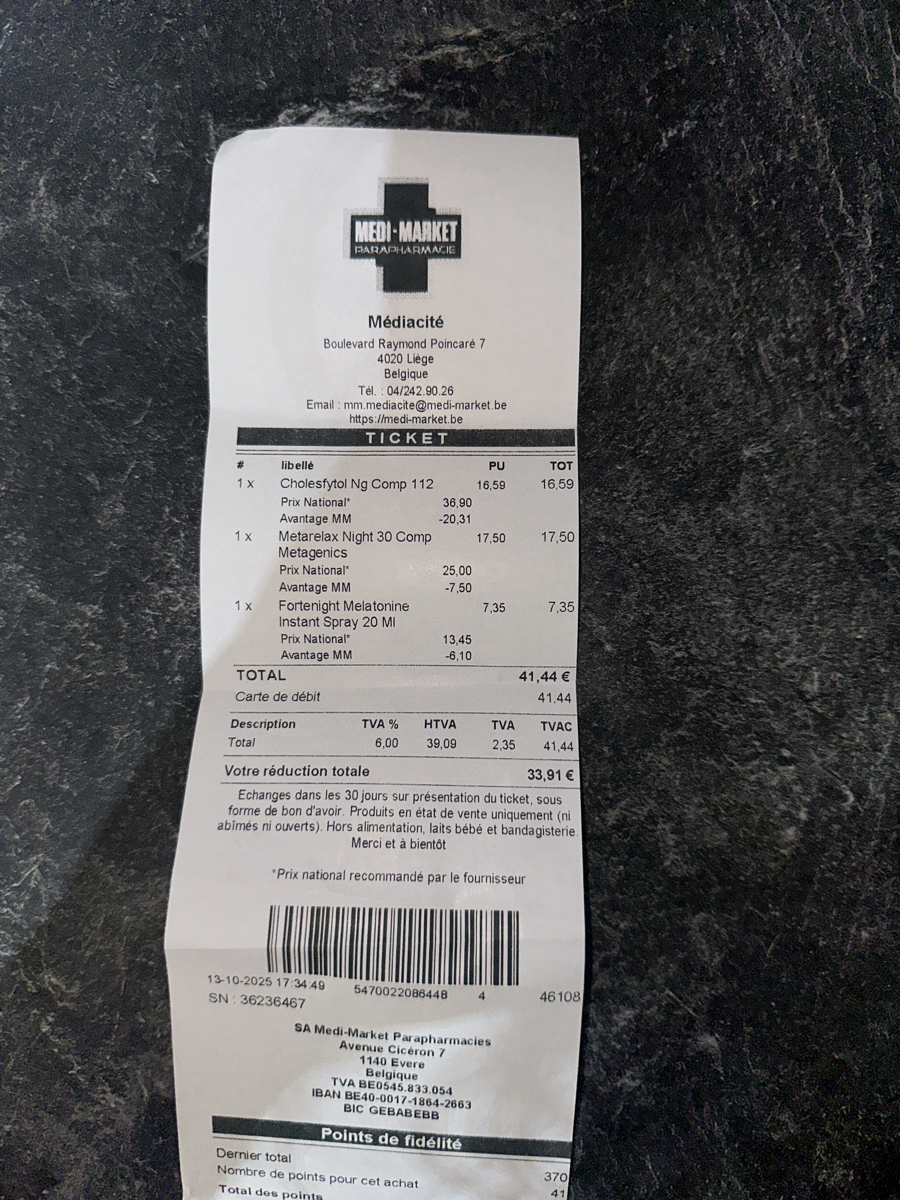 MEDI-MARKET
PARAPHARMACIE
Médiacité
Boulevard Raymond Poincaré 7
4020 Liège
Belgique
Tél. : 04/242.90.26
Email : mm.mediacite@medi-market.be
https://medi-market.be
TICKET
# libellé PU TOT
1 x Cholesfytol Ng Comp 112 16,59 16,59
Prix National* 36,90
Avantage MM -20,31
1 x Metarelax Night 30 Comp 17,50 17,50
Metagenics
Prix National* 25,00
Avantage MM -7,50
1 x Fortenight Melatonine 7,35 7,35
Instant Spray 20 Ml
Prix National* 13,45
Avantage MM -6,10
TOTAL 41,44 €
Carte de débit 41,44
Description TVA % HTVA TVA TVAC
Total 6,00 39,09 2,35 41,44
Votre réduction totale 33,91 €
Echanges dans les 30 jours sur présentation du ticket, sous
forme de bon d'avoir. Produits en état de vente uniquement (ni
abîmés ni ouverts). Hors alimentation, laits bébé et bandagisterie.
Merci et à bientôt
*Prix national recommandé par le fournisseur
13-10-2025 17:34:49 5470022086448 4 46108
SN : 36236467
SA Medi-Market Parapharmacies
Avenue Cicéron 7
1140 Evere
Belgique
TVA BE0545.833.054
IBAN BE40-0017-1864-2663
BIC GEBABEBB
Points de fidélité
Dernier total 370
Nombre de points pour cet achat 41
Total des points